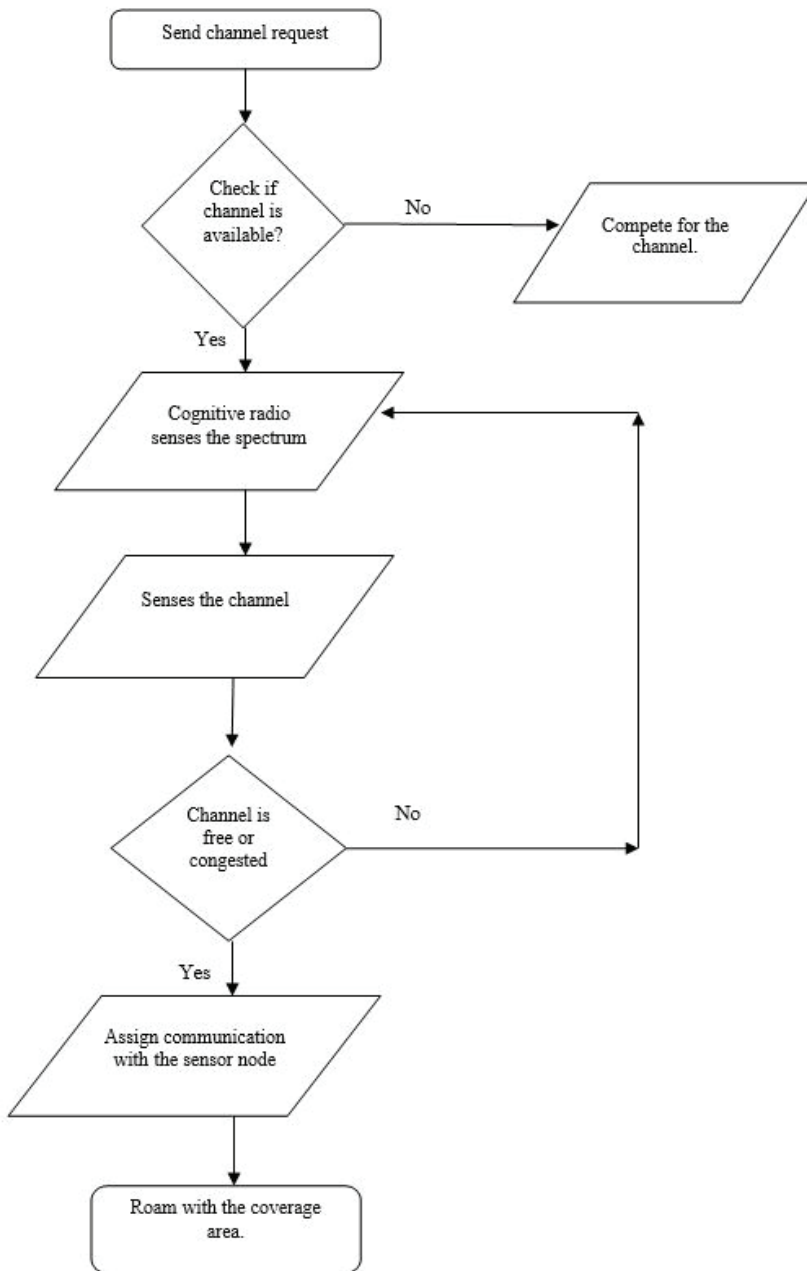 Send channel request
Check if
channel is
available?
No
Compete for the
channel.
Yes
Cognitive radio
senses the spectrum
Senses the channel
Channel is
free or
congested
No
Yes
Assign communication
with the sensor node
Roam with the coverage
area.